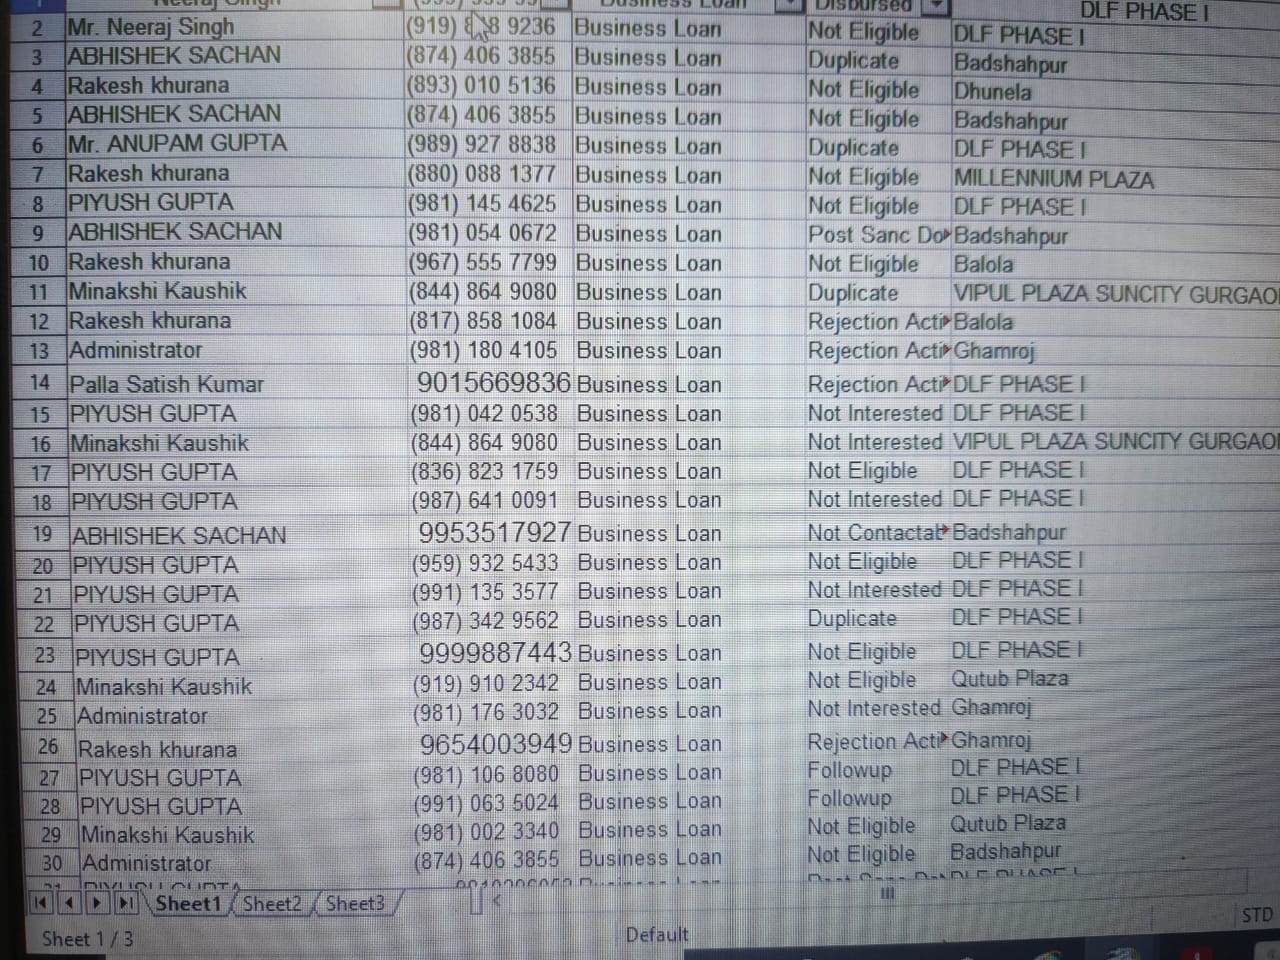 Neeraj Singh Business Loan Disbursed DLF PHASE I
2 Mr. Neeraj Singh (919) 8 8 9236 Business Loan Not Eligible DLF PHASE I
3 ABHISHEK SACHAN (874) 406 3855 Business Loan Duplicate Badshahpur
4 Rakesh khurana (893) 010 5136 Business Loan Not Eligible Dhunela
5 ABHISHEK SACHAN (874) 406 3855 Business Loan Not Eligible Badshahpur
6 Mr. ANUPAM GUPTA (989) 927 8838 Business Loan Duplicate DLF PHASE I
7 Rakesh khurana (880) 088 1377 Business Loan Not Eligible MILLENNIUM PLAZA
8 PIYUSH GUPTA (981) 145 4625 Business Loan Not Eligible DLF PHASE I
9 ABHISHEK SACHAN (981) 054 0672 Business Loan Post Sanc Do Badshahpur
10 Rakesh khurana (967) 555 7799 Business Loan Not Eligible Balola
11 Minakshi Kaushik (844) 864 9080 Business Loan Duplicate VIPUL PLAZA SUNCITY GURGAO
12 Rakesh khurana (817) 858 1084 Business Loan Rejection Acti Balola
13 Administrator (981) 180 4105 Business Loan Rejection Acti Ghamroj
14 Palla Satish Kumar 9015669836 Business Loan Rejection Acti DLF PHASE I
15 PIYUSH GUPTA (981) 042 0538 Business Loan Not Interested DLF PHASE I
16 Minakshi Kaushik (844) 864 9080 Business Loan Not Interested VIPUL PLAZA SUNCITY GURGAO
17 PIYUSH GUPTA (836) 823 1759 Business Loan Not Eligible DLF PHASE I
18 PIYUSH GUPTA (987) 641 0091 Business Loan Not Interested DLF PHASE I
19 ABHISHEK SACHAN 9953517927 Business Loan Not Contactab Badshahpur
20 PIYUSH GUPTA (959) 932 5433 Business Loan Not Eligible DLF PHASE I
21 PIYUSH GUPTA (991) 135 3577 Business Loan Not Interested DLF PHASE I
22 PIYUSH GUPTA (987) 342 9562 Business Loan Duplicate DLF PHASE I
23 PIYUSH GUPTA 9999887443 Business Loan Not Eligible DLF PHASE I
24 Minakshi Kaushik (919) 910 2342 Business Loan Not Eligible Qutub Plaza
25 Administrator (981) 176 3032 Business Loan Not Interested Ghamroj
26 Rakesh khurana 9654003949 Business Loan Rejection Acti Ghamroj
27 PIYUSH GUPTA (981) 106 8080 Business Loan Followup DLF PHASE I
28 PIYUSH GUPTA (991) 063 5024 Business Loan Followup DLF PHASE I
29 Minakshi Kaushik (981) 002 3340 Business Loan Not Eligible Qutub Plaza
30 Administrator (874) 406 3855 Business Loan Not Eligible Badshahpur
Sheet1 Sheet2 Sheet3
Sheet 1 / 3 Default STD